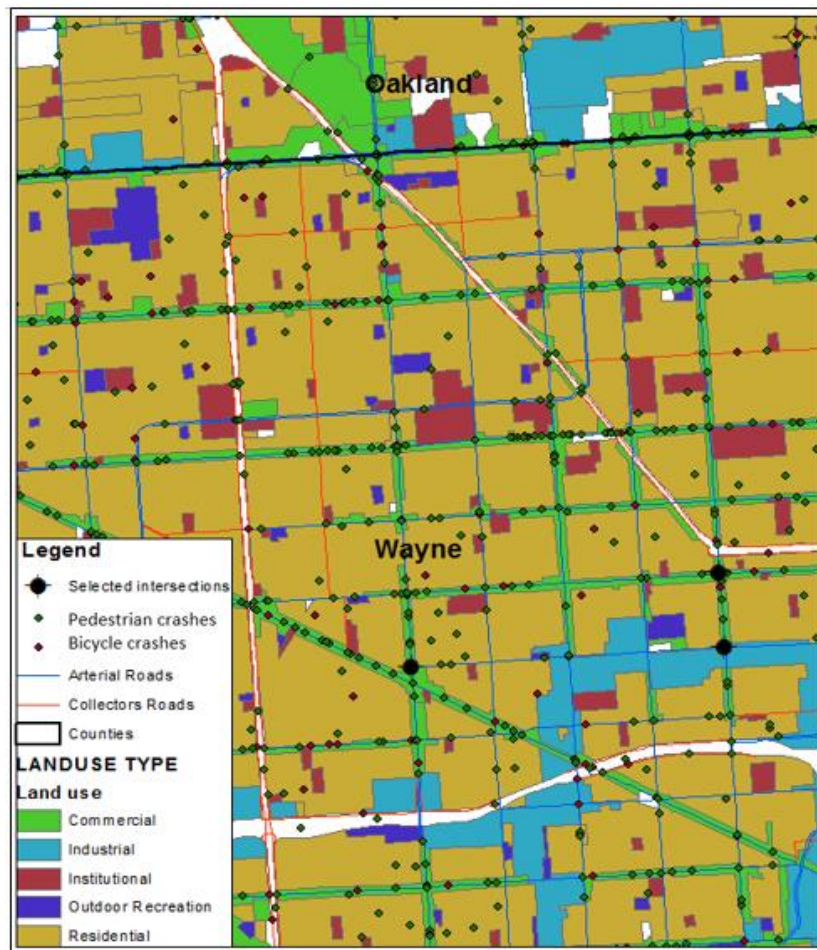 Oakland
Wayne
Legend
Selected intersections
Pedestrian crashes
Bicycle crashes
Arterial Roads
Collectors Roads
Counties
LANDUSE TYPE
Land use
Commercial
Industrial
Institutional
Outdoor Recreation
Residential